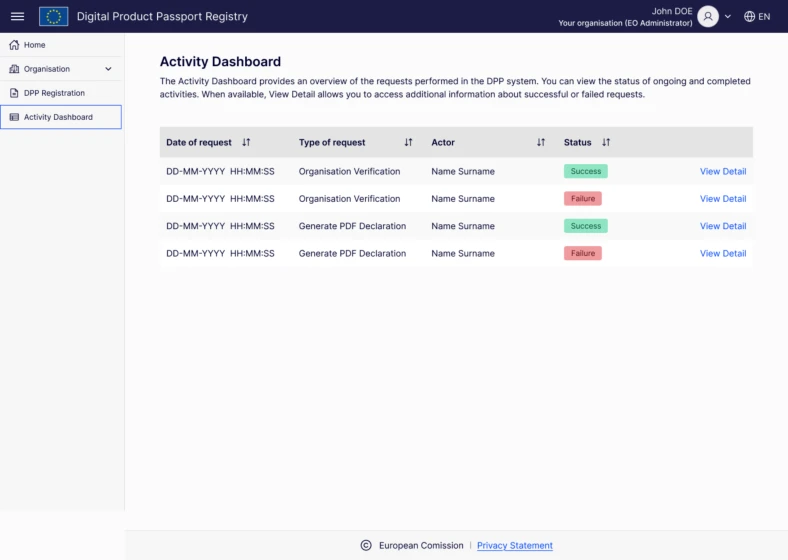 Digital Product Passport Registry
John DOE
Your organisation (EO Administrator)
EN
Home
Organisation
DPP Registration
Activity Dashboard
Activity Dashboard
The Activity Dashboard provides an overview of the requests performed in the DPP system. You can view the status of ongoing and completed
activities. When available, View Detail allows you to access additional information about successful or failed requests.
Date of request Type of request Actor Status
DD-MM-YYYY HH:MM:SS Organisation Verification Name Surname Success View Detail
DD-MM-YYYY HH:MM:SS Organisation Verification Name Surname Failure View Detail
DD-MM-YYYY HH:MM:SS Generate PDF Declaration Name Surname Success View Detail
DD-MM-YYYY HH:MM:SS Generate PDF Declaration Name Surname Failure View Detail
© European Comission | Privacy Statement